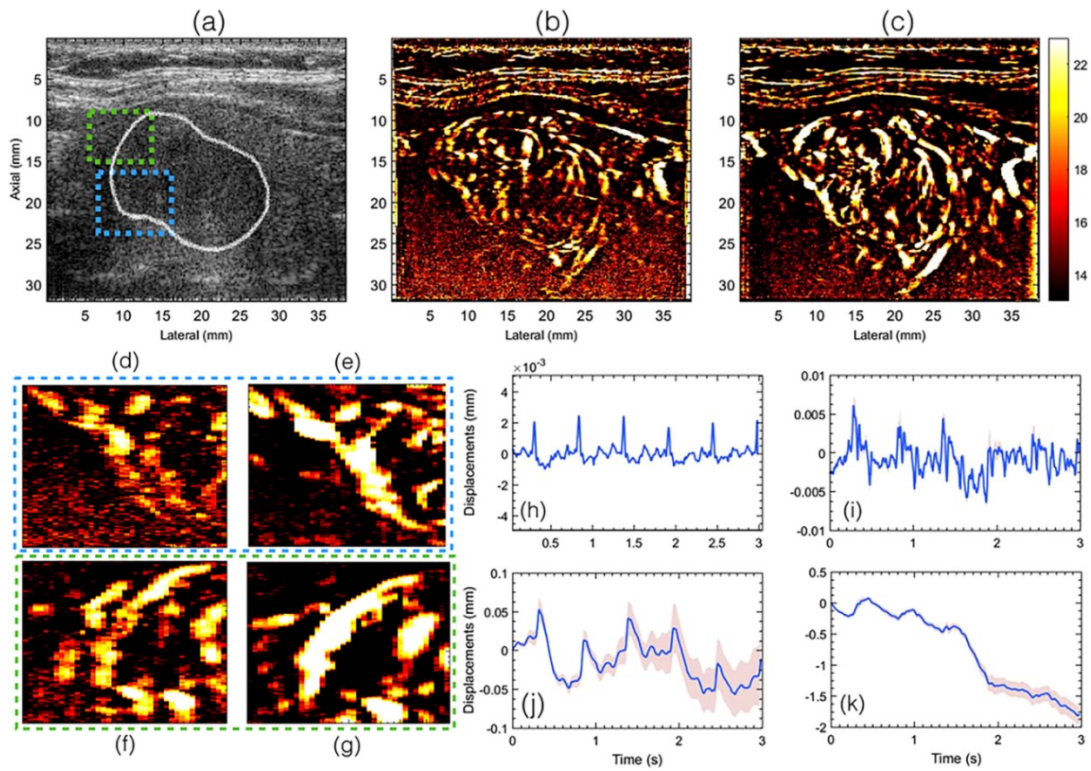 (a)
(b)
(c)
Axial (mm)
5
10
15
20
25
30
5 10 15 20 25 30 35
Lateral (mm)
5
10
15
20
25
30
5 10 15 20 25 30 35
Lateral (mm)
5
10
15
20
25
30
5 10 15 20 25 30 35
Lateral (mm)
22
20
18
16
14
(d)
(e)
(f)
(g)
×10⁻³
Displacements (mm)
4
2
0
-2
-4
(h)
0.5 1 1.5 2 2.5 3
0.01
0.005
0
-0.005
-0.01
(i)
0 1 2 3
Displacements (mm)
0.1
0.05
0
-0.05
-0.1
(j)
0 1 2 3
Time (s)
0.5
0
-0.5
-1
-1.5
-2
(k)
0 1 2 3
Time (s)